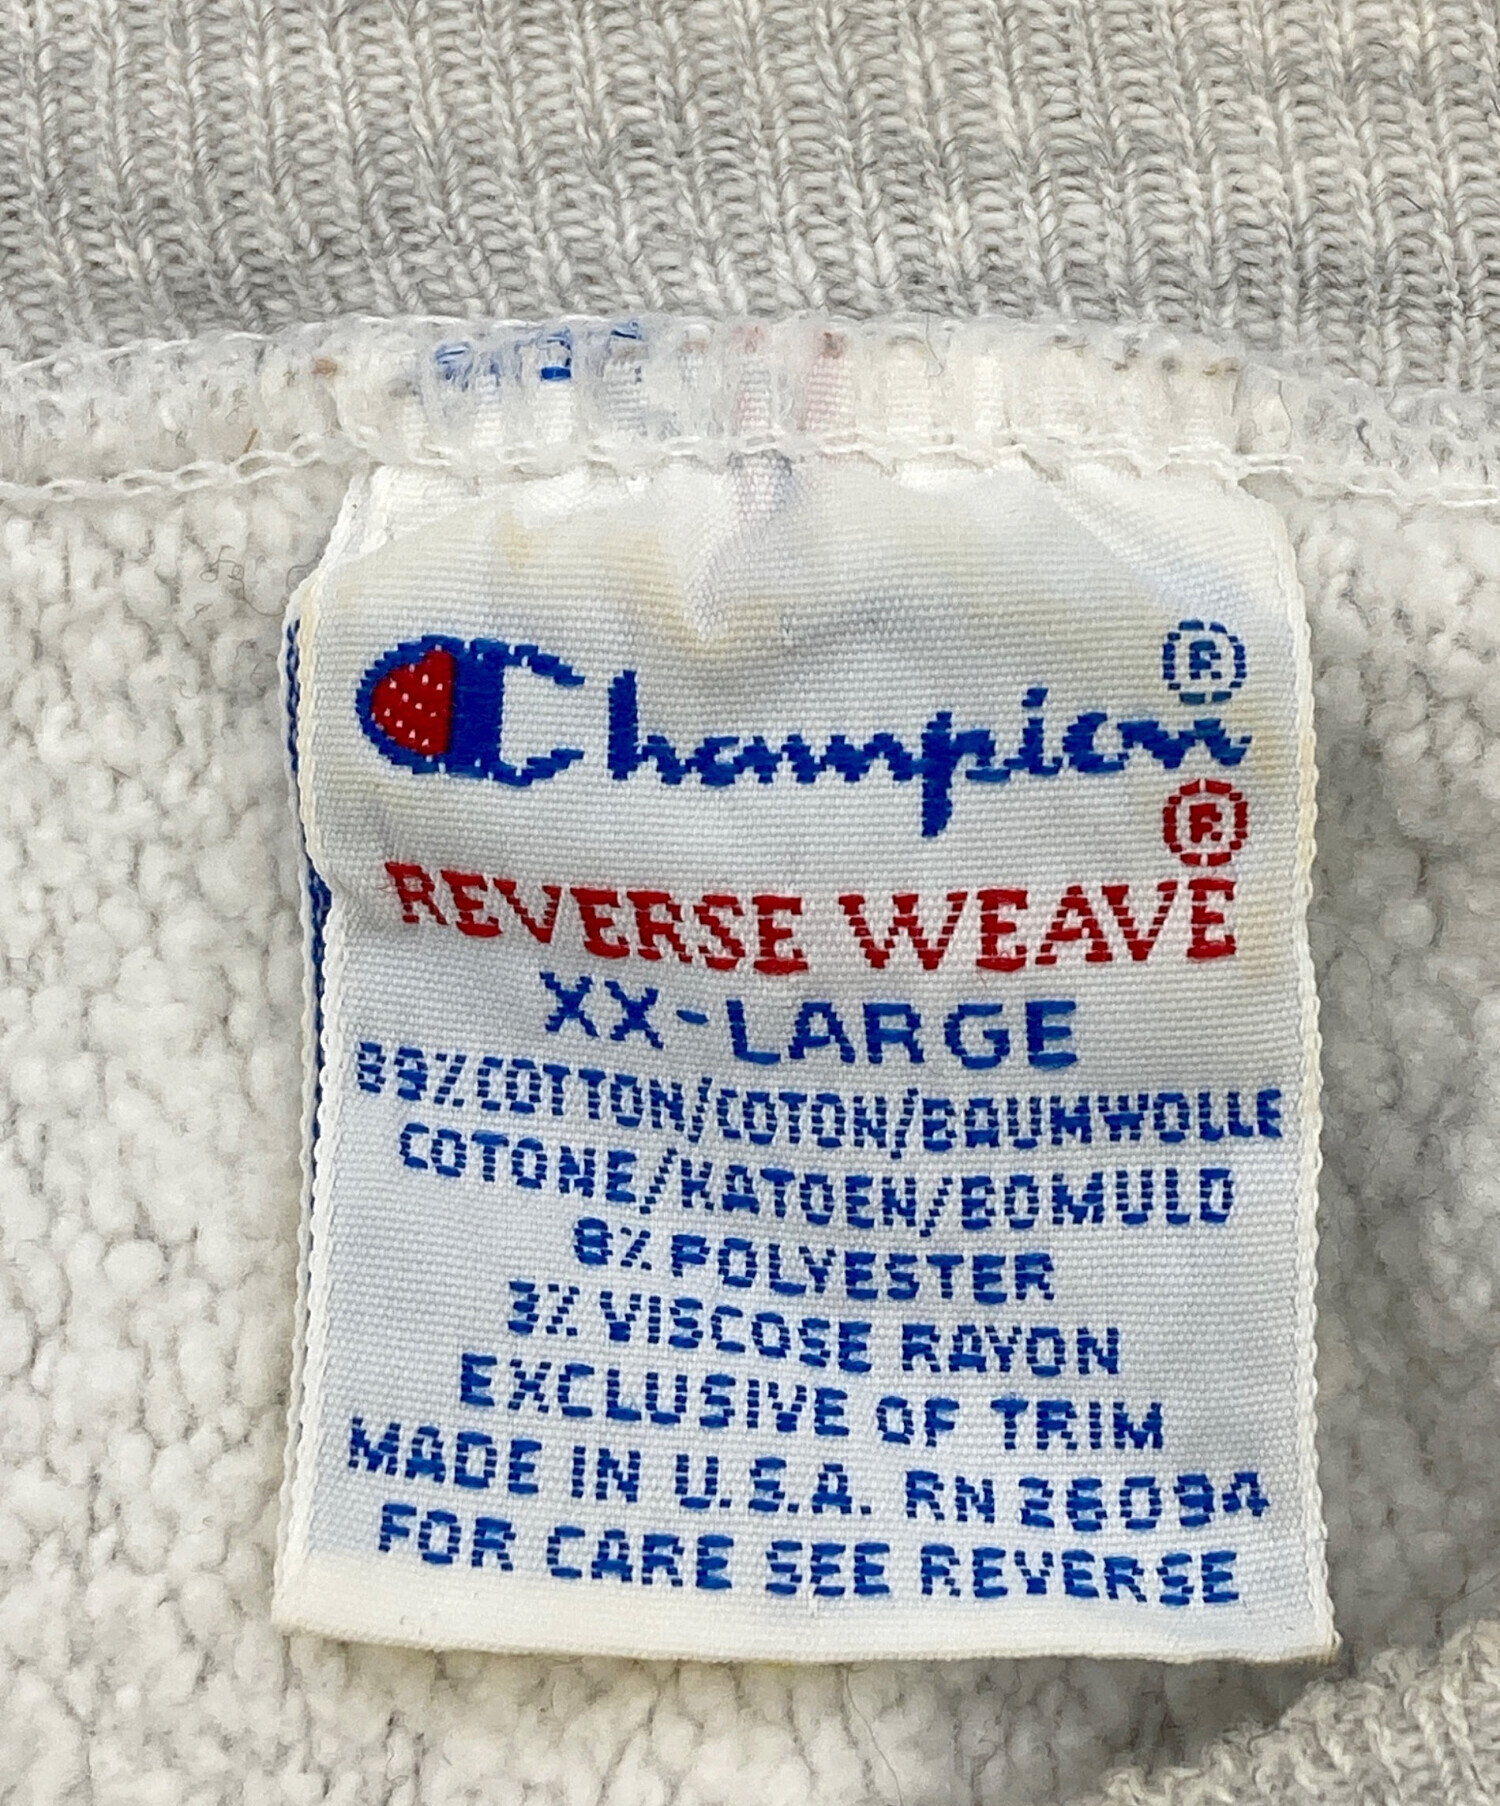 Champion®
REVERSE WEAVE®
XX-LARGE
89% COTTON/COTON/BAUMWOLLE
COTONE/KATOEN/BOMULD
8% POLYESTER
3% VISCOSE RAYON
EXCLUSIVE OF TRIM
MADE IN U.S.A. RN 26094
FOR CARE SEE REVERSE